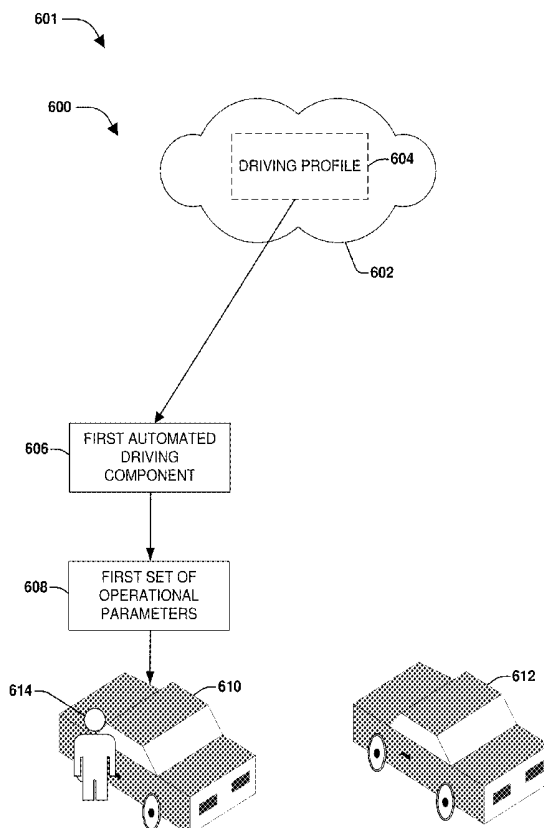 601
600
DRIVING PROFILE
604
602
606
FIRST AUTOMATED
DRIVING
COMPONENT
608
FIRST SET OF
OPERATIONAL
PARAMETERS
614
610
612